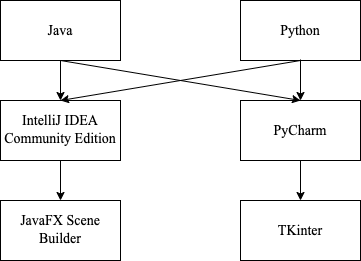 Java
Python
IntelliJ IDEA
Community Edition
PyCharm
JavaFX Scene
Builder
TKinter